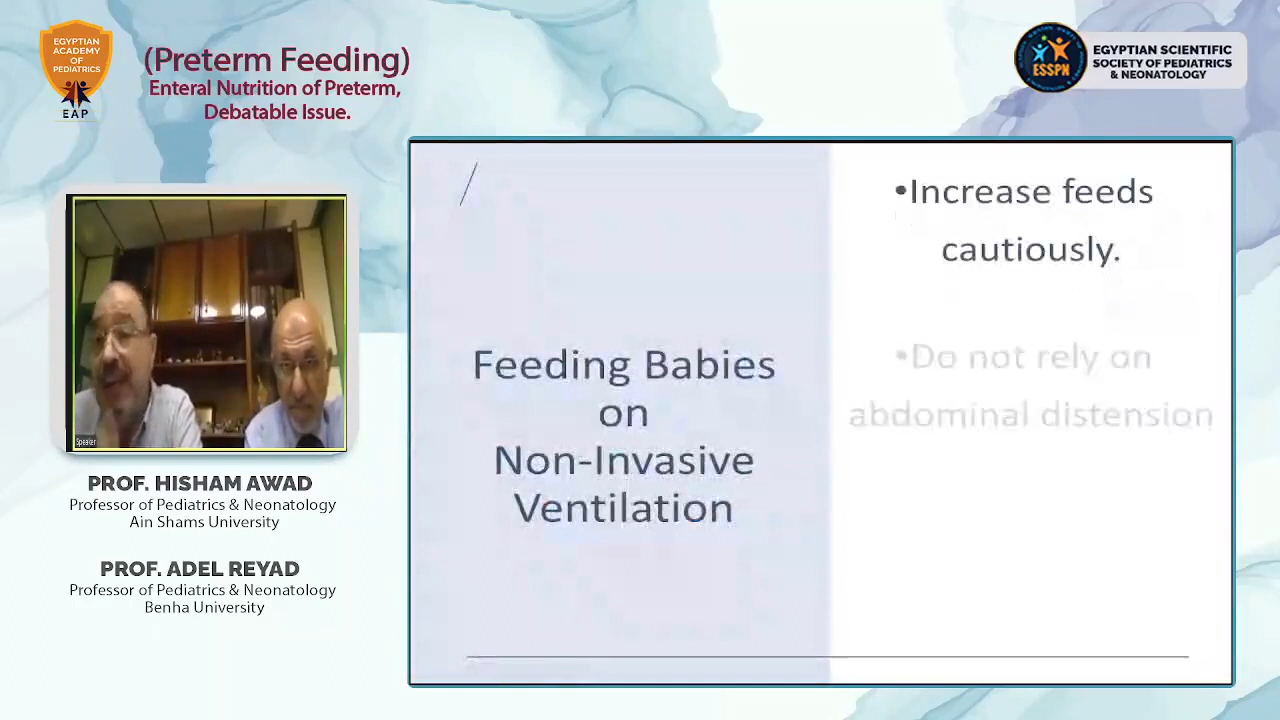 EGYPTIAN
ACADEMY
OF
PEDIATRICS
EAP
(Preterm Feeding)
Enteral Nutrition of Preterm,
Debatable Issue.
ESSPN
EGYPTIAN SCIENTIFIC
SOCIETY OF PEDIATRICS
& NEONATOLOGY
Speaker
PROF. HISHAM AWAD
Professor of Pediatrics & Neonatology
Ain Shams University
PROF. ADEL REYAD
Professor of Pediatrics & Neonatology
Benha University
Feeding Babies
on
Non-Invasive
Ventilation
•Increase feeds
cautiously.
•Do not rely on
abdominal distension